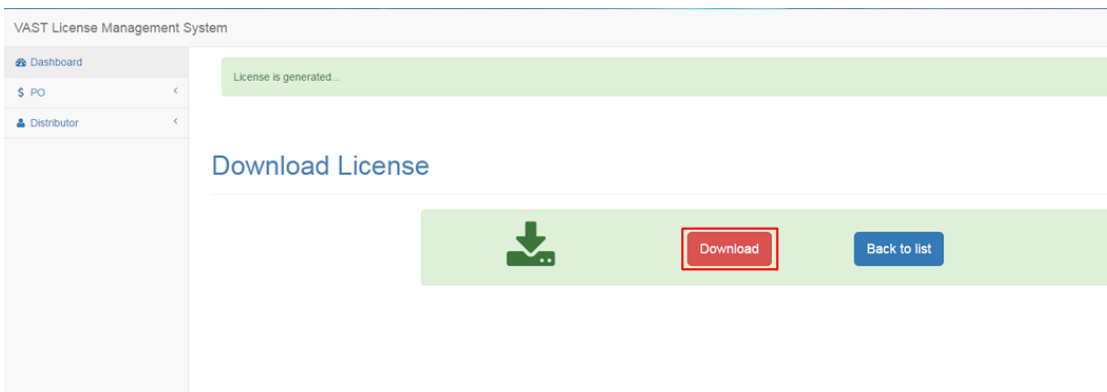 VAST License Management System
Dashboard
License is generated...
$ PO
Distributor
Download License
Download
Back to list